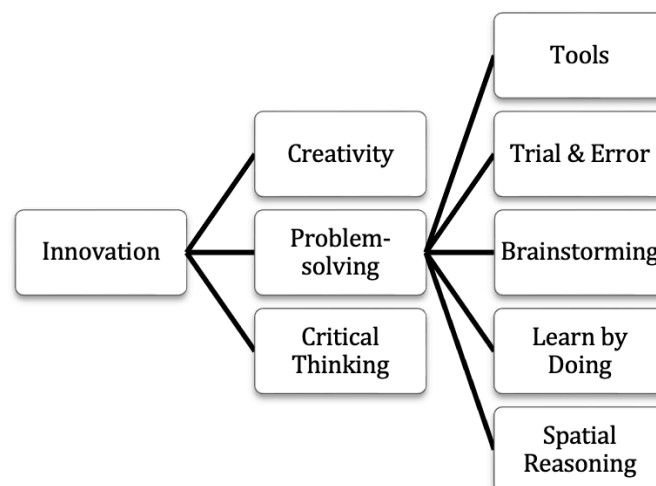 Innovation
Creativity
Problem-
solving
Critical
Thinking
Tools
Trial & Error
Brainstorming
Learn by
Doing
Spatial
Reasoning